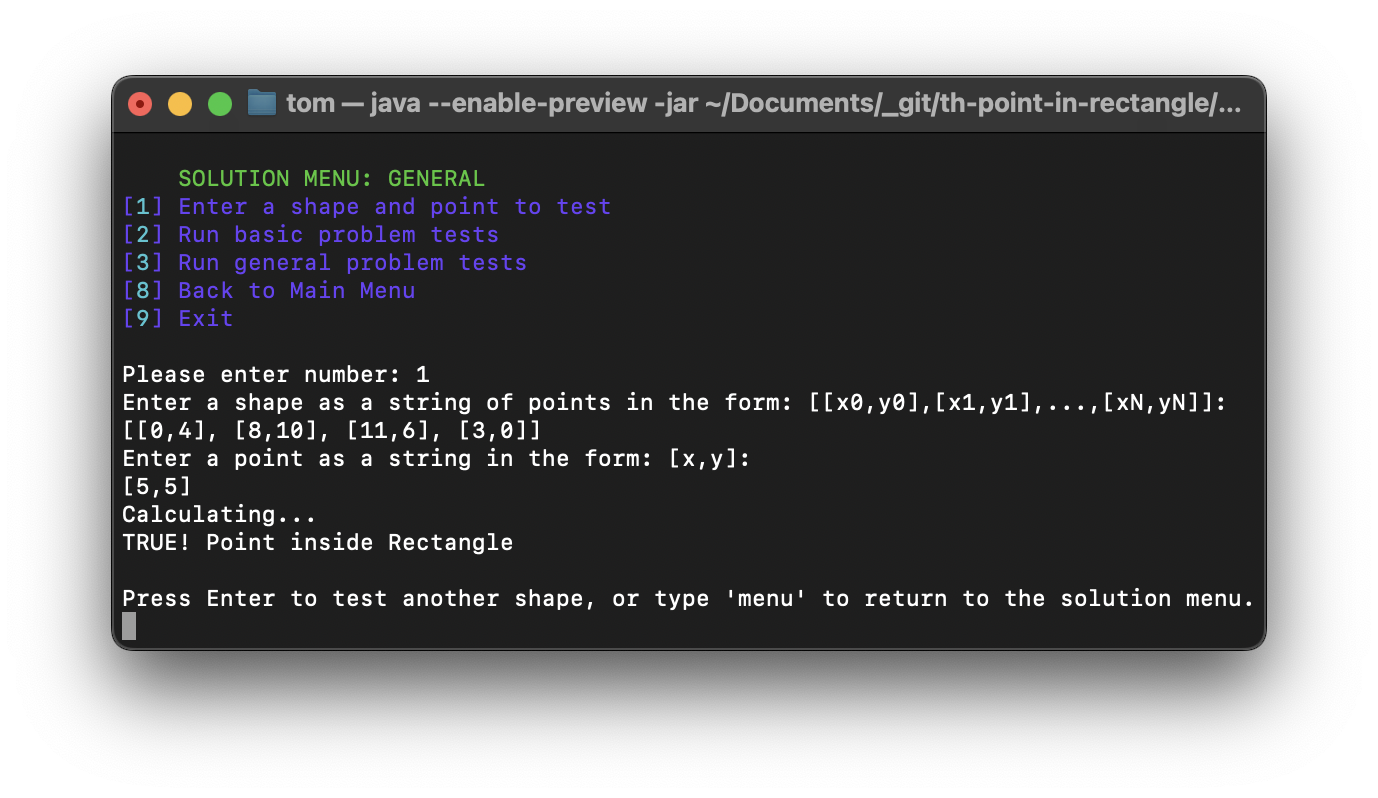 tom — java --enable-preview -jar ~/Documents/_git/th-point-in-rectangle/...
SOLUTION MENU: GENERAL
[1] Enter a shape and point to test
[2] Run basic problem tests
[3] Run general problem tests
[8] Back to Main Menu
[9] Exit
Please enter number: 1
Enter a shape as a string of points in the form: [[x0,y0],[x1,y1],...,[xN,yN]]:
[[0,4], [8,10], [11,6], [3,0]]
Enter a point as a string in the form: [x,y]:
[5,5]
Calculating...
TRUE! Point inside Rectangle
Press Enter to test another shape, or type 'menu' to return to the solution menu.